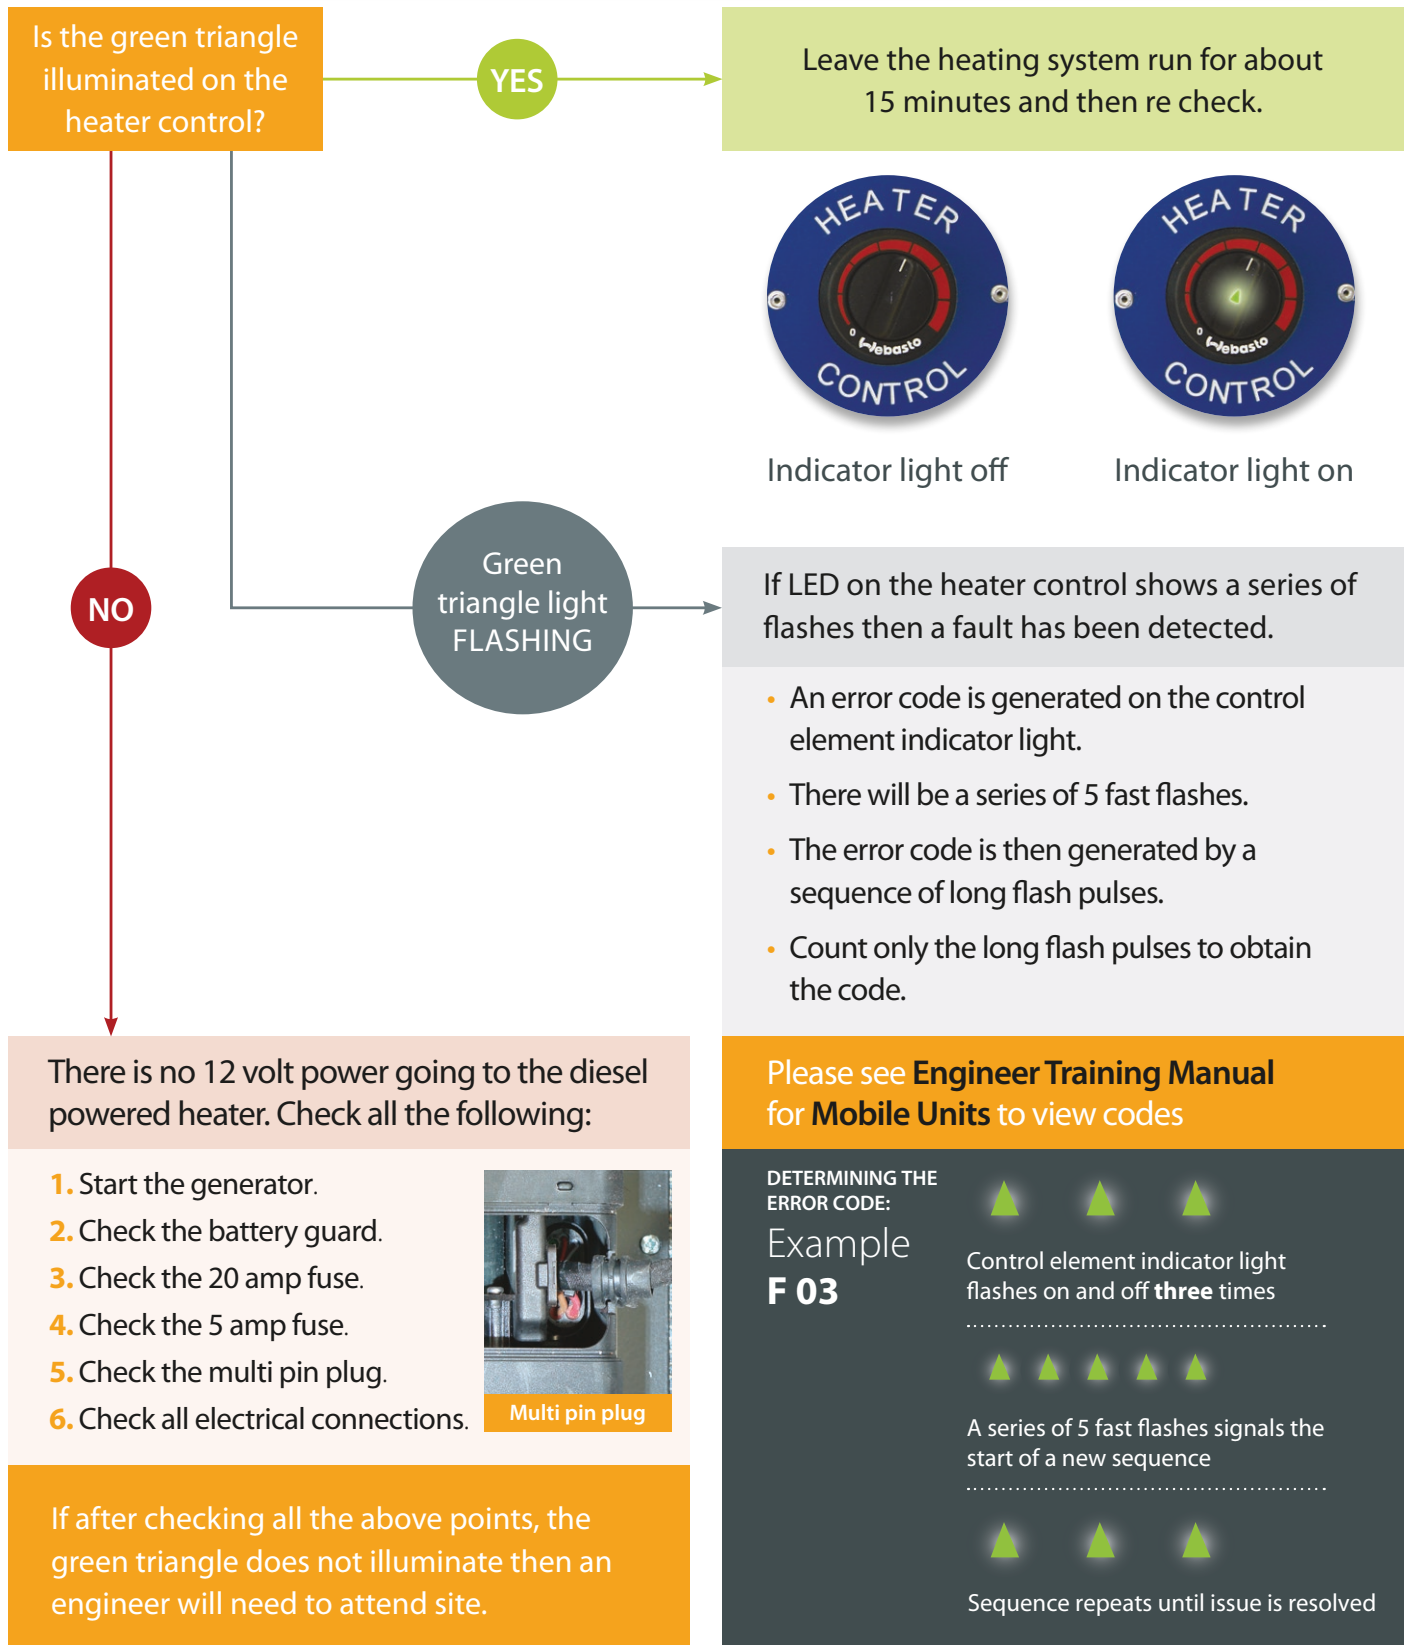 Is the green triangle
illuminated on the
heater control?
YES
Leave the heating system run for about
15 minutes and then re check.
HEATER
0
Webasto
CONTROL
HEATER
0
Webasto
CONTROL
Indicator light off
Indicator light on
NO
Green
triangle light
FLASHING
If LED on the heater control shows a series of
flashes then a fault has been detected.
• An error code is generated on the control
element indicator light.
• There will be a series of 5 fast flashes.
• The error code is then generated by a
sequence of long flash pulses.
• Count only the long flash pulses to obtain
the code.
There is no 12 volt power going to the diesel
powered heater. Check all the following:
1. Start the generator.
2. Check the battery guard.
3. Check the 20 amp fuse.
4. Check the 5 amp fuse.
5. Check the multi pin plug.
6. Check all electrical connections.
Multi pin plug
If after checking all the above points, the
green triangle does not illuminate then an
engineer will need to attend site.
Please see Engineer Training Manual
for Mobile Units to view codes
DETERMINING THE
ERROR CODE:
Example
F 03
Control element indicator light
flashes on and off three times
A series of 5 fast flashes signals the
start of a new sequence
Sequence repeats until issue is resolved